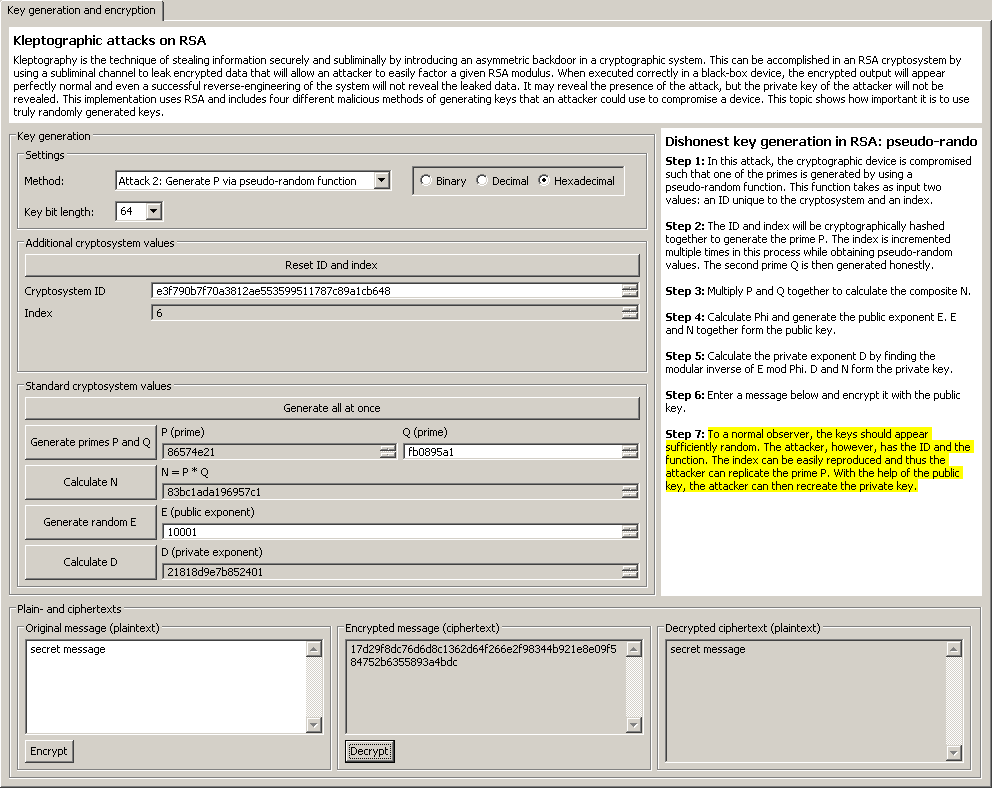 Key generation and encryption
Kleptographic attacks on RSA
Kleptography is the technique of stealing information securely and subliminally by introducing an asymmetric backdoor in a cryptographic system. This can be accomplished in an RSA cryptosystem by
using a subliminal channel to leak encrypted data that will allow an attacker to easily factor a given RSA modulus. When executed correctly in a black-box device, the encrypted output will appear
perfectly normal and even a successful reverse-engineering of the system will not reveal the leaked data. It may reveal the presence of the attack, but the private key of the attacker will not be
revealed. This implementation uses RSA and includes four different malicious methods of generating keys that an attacker could use to compromise a device. This topic shows how important it is to use
truly randomly generated keys.
Key generation
Settings
Method:
Attack 2: Generate P via pseudo-random function
Binary
Decimal
Hexadecimal
Key bit length:
64
Additional cryptosystem values
Reset ID and index
Cryptosystem ID
e3f790b7f70a3812ae553599511787c89a1cb648
Index
6
Standard cryptosystem values
Generate all at once
Generate primes P and Q
P (prime)
86574e21
Q (prime)
fb0895a1
Calculate N
N = P * Q
83bc1ada196957c1
Generate random E
E (public exponent)
10001
Calculate D
D (private exponent)
21818d9e7b852401
Dishonest key generation in RSA: pseudo-rando
Step 1: In this attack, the cryptographic device is compromised
such that one of the primes is generated by using a
pseudo-random function. This function takes as input two
values: an ID unique to the cryptosystem and an index.
Step 2: The ID and index will be cryptographically hashed
together to generate the prime P. The index is incremented
multiple times in this process while obtaining pseudo-random
values. The second prime Q is then generated honestly.
Step 3: Multiply P and Q together to calculate the composite N.
Step 4: Calculate Phi and generate the public exponent E. E
and N together form the public key.
Step 5: Calculate the private exponent D by finding the
modular inverse of E mod Phi. D and N form the private key.
Step 6: Enter a message below and encrypt it with the public
key.
Step 7: To a normal observer, the keys should appear
sufficiently random. The attacker, however, has the ID and the
function. The index can be easily reproduced and thus the
attacker can replicate the prime P. With the help of the public
key, the attacker can then recreate the private key.
Plain- and ciphertexts
Original message (plaintext)
secret message
Encrypt
Encrypted message (ciphertext)
17d29f8dc76d6d8c1362d64f266e2f98344b921e8e09f5
84752b6355893a4bdc
Decrypt
Decrypted ciphertext (plaintext)
secret message